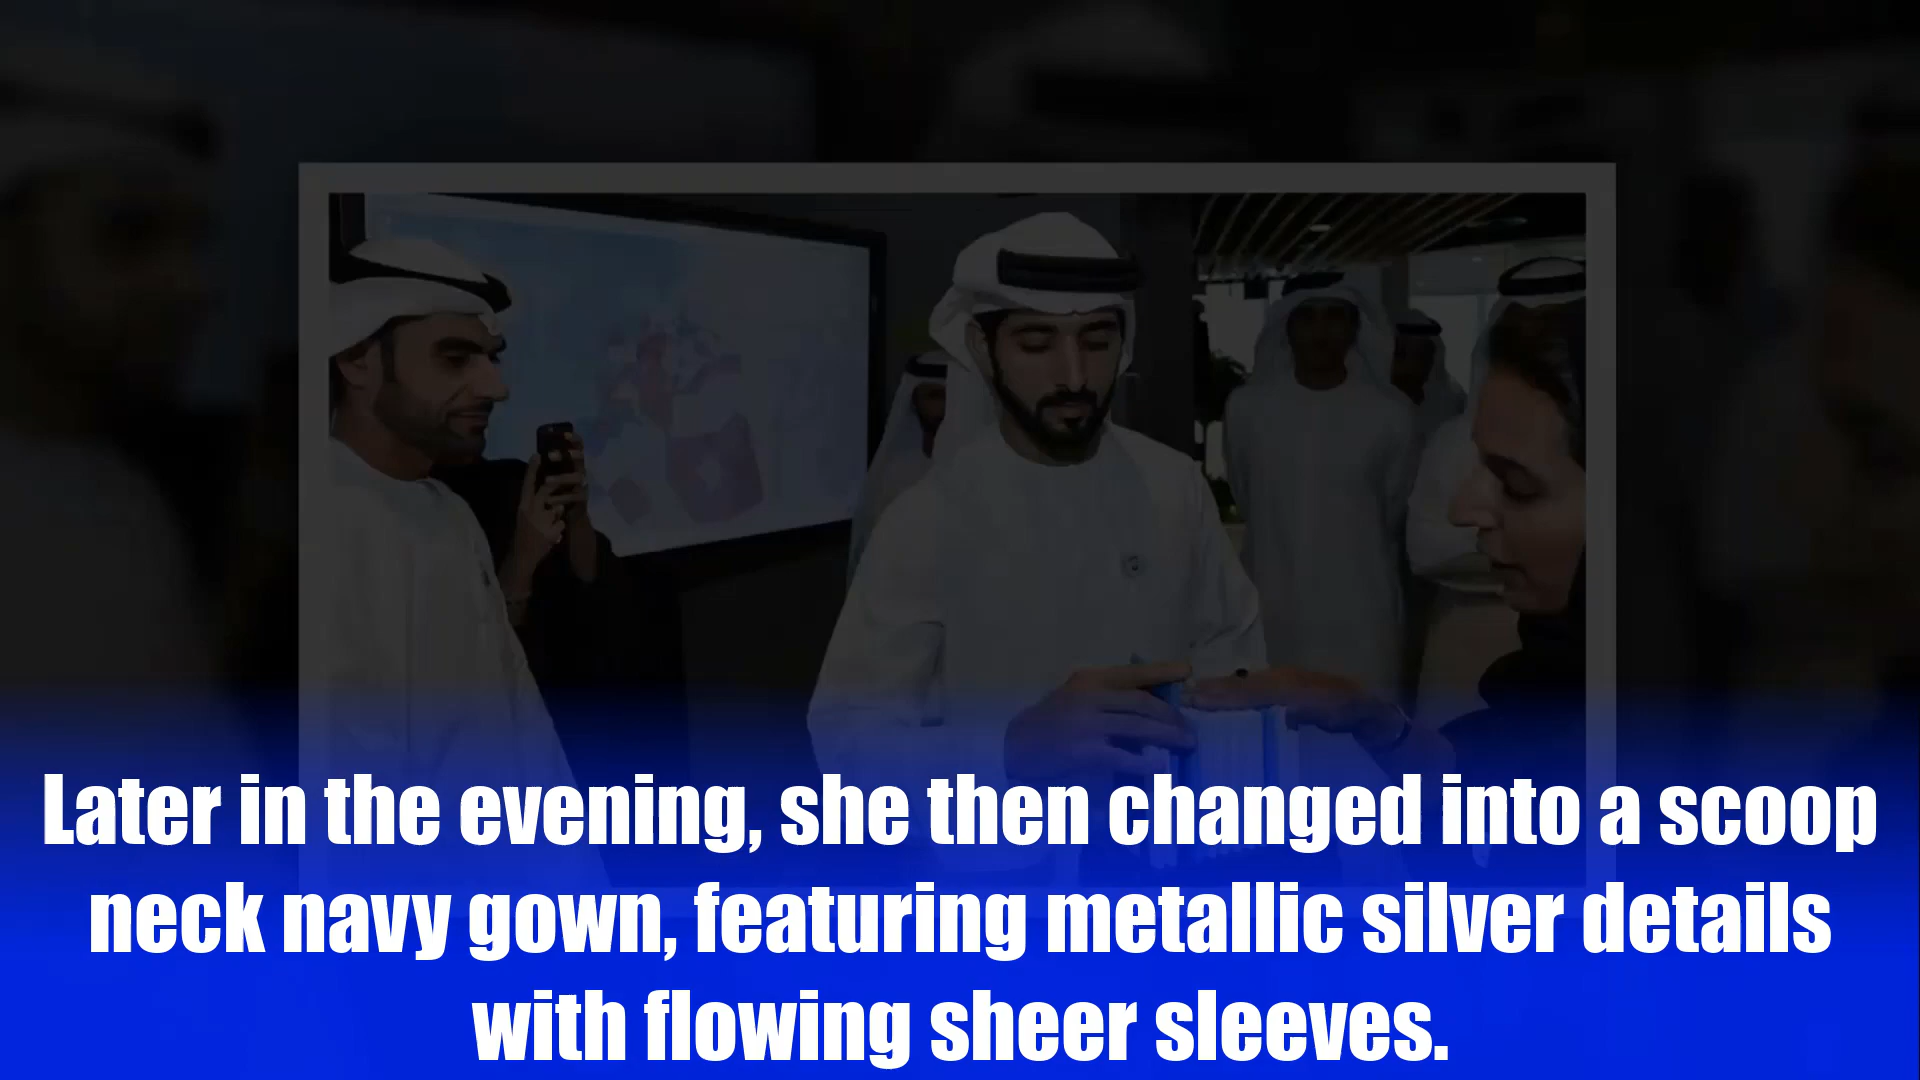 Later in the evening, she then changed into a scoop
neck navy gown, featuring metallic silver details
with flowing sheer sleeves.